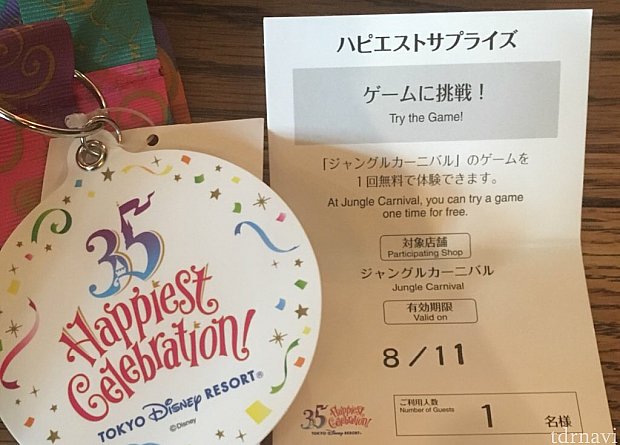 35
Happiest
Celebration!
TOKYO Disney RESORT®
©Disney
ハピエストサプライズ
ゲームに挑戦！
Try the Game!
「ジャングルカーニバル」のゲームを
１回無料で体験できます。
At Jungle Carnival, you can try a game
one time for free.
対象店舗
Participating Shop
ジャングルカーニバル
Jungle Carnival
有効期限
Valid on
8/11
ご利用人数
Number of Guests
1 名様
35 Happiest
Celebration!
TOKYO Disney RESORT
tdrnavi